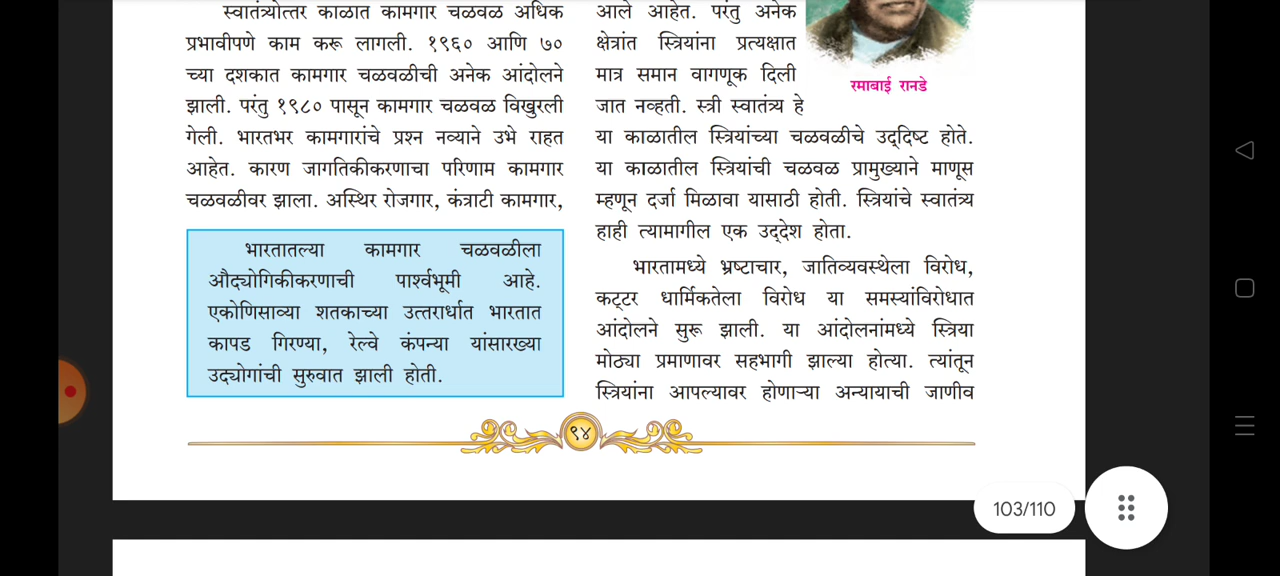 स्वातंत्र्योत्तर काळात कामगार चळवळ अधिक
प्रभावीपणे काम करू लागली. १९६० आणि ७०
च्या दशकात कामगार चळवळीची अनेक आंदोलने
झाली. परंतु १९८० पासून कामगार चळवळ विखुरली
गेली. भारतभर कामगारांचे प्रश्न नव्याने उभे राहत
आहेत. कारण जागतिकीकरणाचा परिणाम कामगार
चळवळीवर झाला. अस्थिर रोजगार, कंत्राटी कामगार,
भारतातल्या कामगार चळवळीला
औद्योगिकीकरणाची पार्श्वभूमी आहे.
एकोणिसाव्या शतकाच्या उत्तरार्धात भारतात
कापड गिरण्या, रेल्वे कंपन्या यांसारख्या
उद्योगांची सुरुवात झाली होती.
आले आहेत. परंतु अनेक
क्षेत्रांत स्त्रियांना प्रत्यक्षात
मात्र समान वागणूक दिली
जात नव्हती. स्त्री स्वातंत्र्य हे
रमाबाई रानडे
या काळातील स्त्रियांच्या चळवळीचे उद्‌दिष्ट होते.
या काळातील स्त्रियांची चळवळ प्रामुख्याने माणूस
म्हणून दर्जा मिळावा यासाठी होती. स्त्रियांचे स्वातंत्र्य
हाही त्यामागील एक उद्‌देश होता.
भारतामध्ये भ्रष्टाचार, जातिव्यवस्थेला विरोध,
कट्‌टर धार्मिकतेला विरोध या समस्यांविरोधात
आंदोलने सुरू झाली. या आंदोलनांमध्ये स्त्रिया
मोठ्या प्रमाणावर सहभागी झाल्या होत्या. त्यांतून
स्त्रियांना आपल्यावर होणाऱ्या अन्यायाची जाणीव
९४
103/110